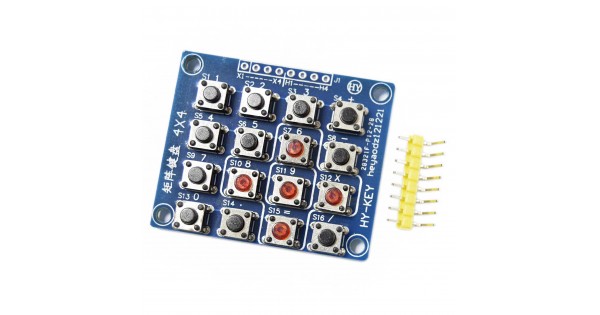 X1 X4 H1 H4 J1
HY
S1 1
S2 2
S3 3
S4 +
S5 4
S6 5
S7 6
S8 -
S9 7
S10 8
S11 9
S12 X
S13 0
S14 .
S15 =
S16 /
矩阵键盘 4X4
HY-KEY
heyaodz121221